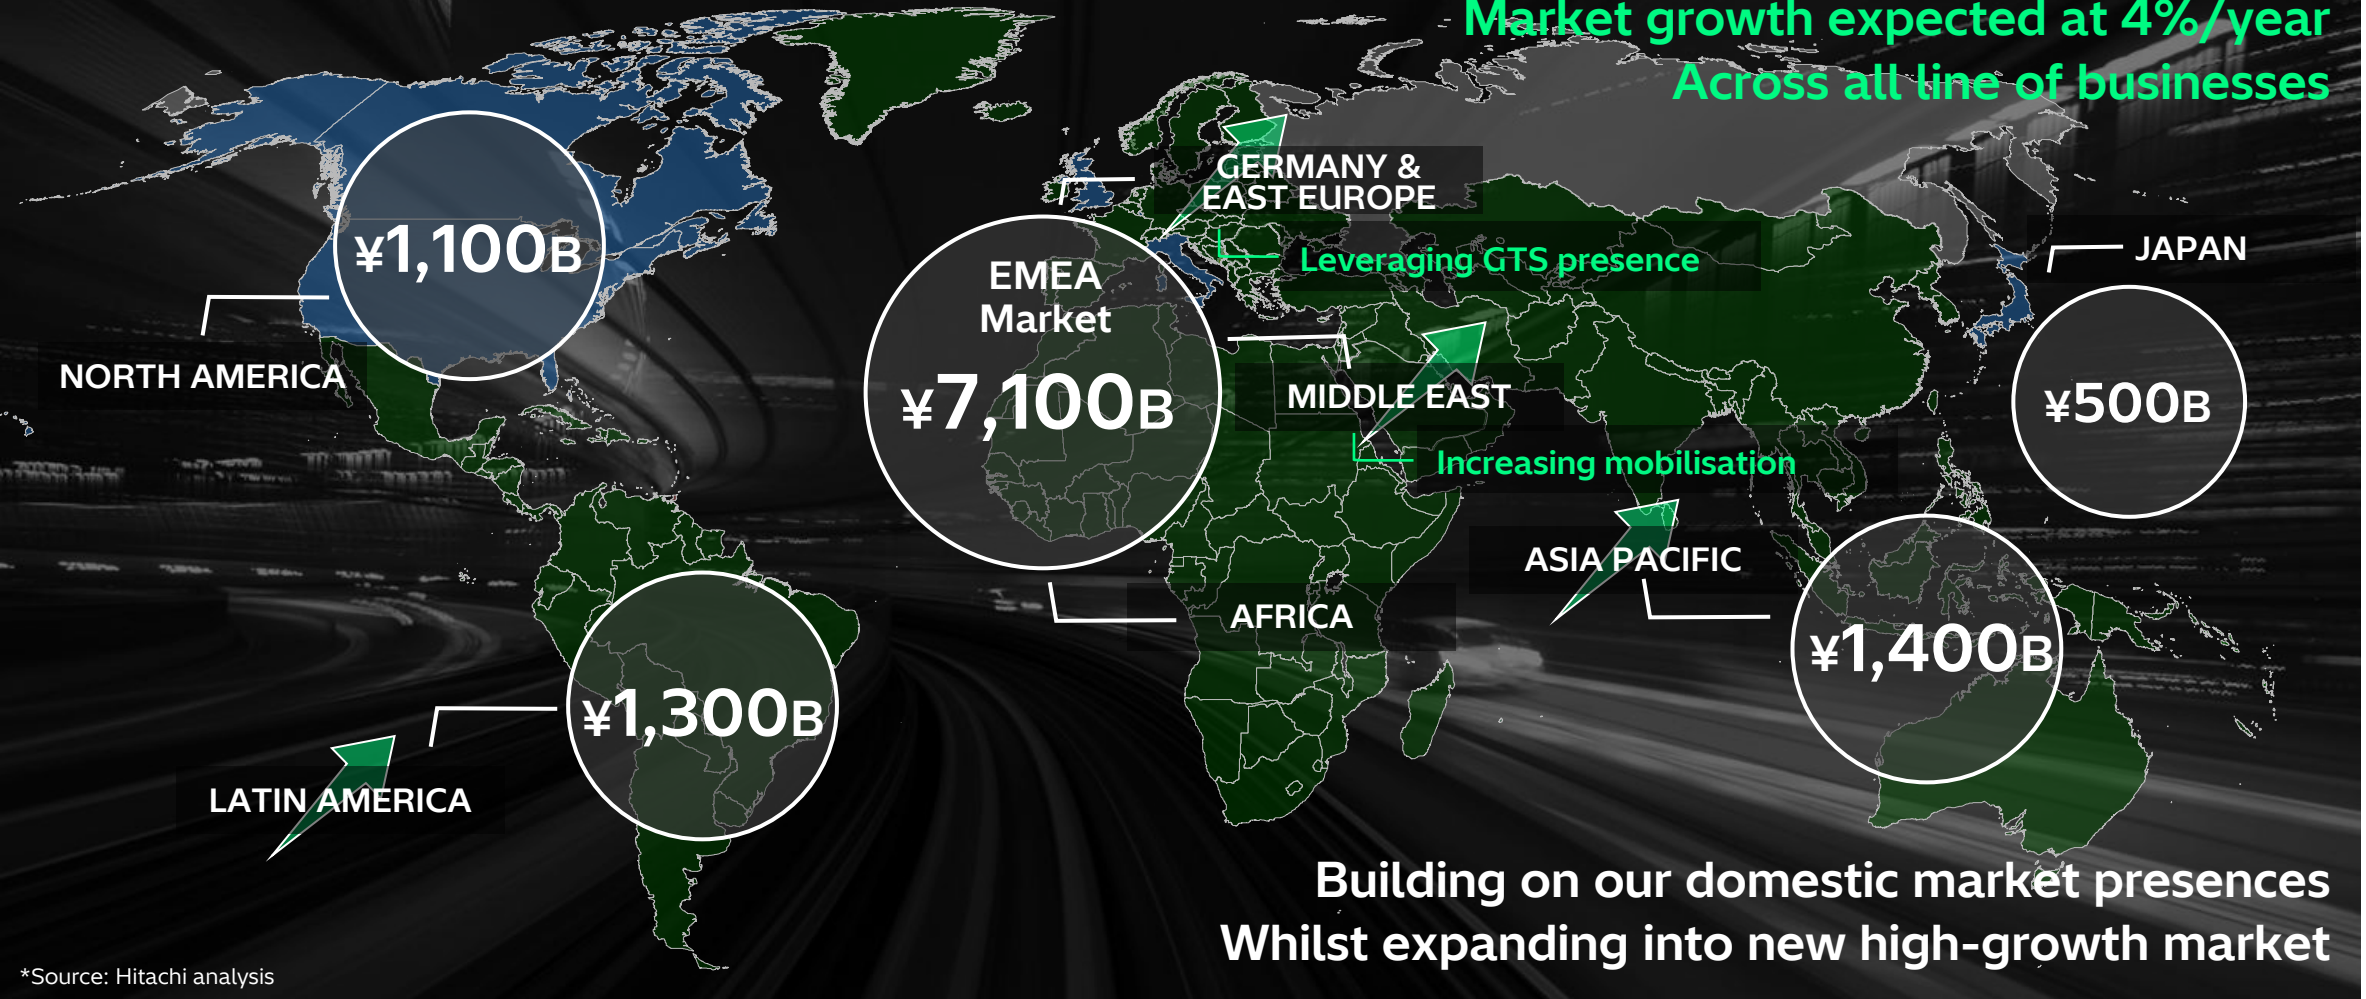 Market growth expected at 4%/year
Across all line of businesses
GERMANY &
EAST EUROPE
Leveraging GTS presence
JAPAN
¥1,100B
EMEA
Market
¥7,100B
NORTH AMERICA
MIDDLE EAST
¥500B
Increasing mobilisation
ASIA PACIFIC
AFRICA
¥1,400B
¥1,300B
LATIN AMERICA
Building on our domestic market presences
Whilst expanding into new high-growth market
*Source: Hitachi analysis